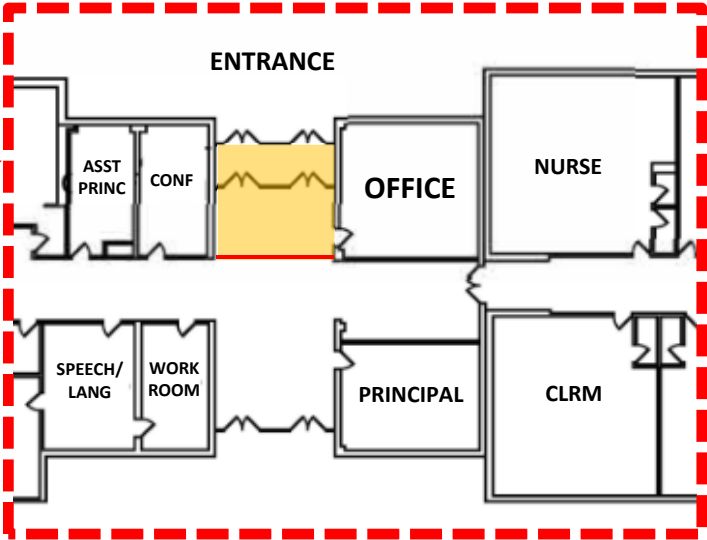 ENTRANCE
ASST
PRINC
CONF
OFFICE
NURSE
SPEECH/
LANG
WORK
ROOM
PRINCIPAL
CLRM